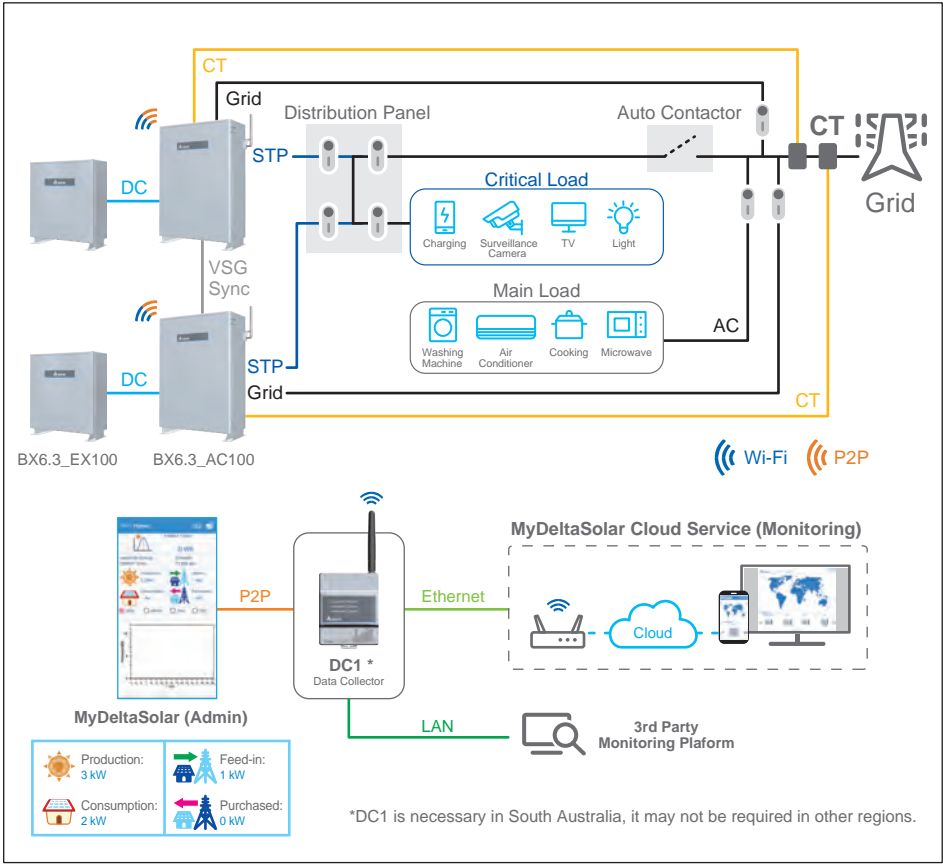 CT
Grid
Distribution Panel
Auto Contactor
CT
Grid
STP
DC
Critical Load
Charging
Surveillance
Camera
TV
Light
VSG
Sync
Main Load
Washing
Machine
Air
Conditioner
Cooking
Microwave
AC
STP
Grid
DC
CT
BX6.3_EX100
BX6.3_AC100
Wi-Fi
P2P
MyDeltaSolar Cloud Service (Monitoring)
P2P
Ethernet
Cloud
DC1 *
Data Collector
MyDeltaSolar (Admin)
LAN
3rd Party
Monitoring Plaform
Production:
3 kW
Feed-in:
1 kW
Consumption:
2 kW
Purchased:
0 kW
*DC1 is necessary in South Australia, it may not be required in other regions.